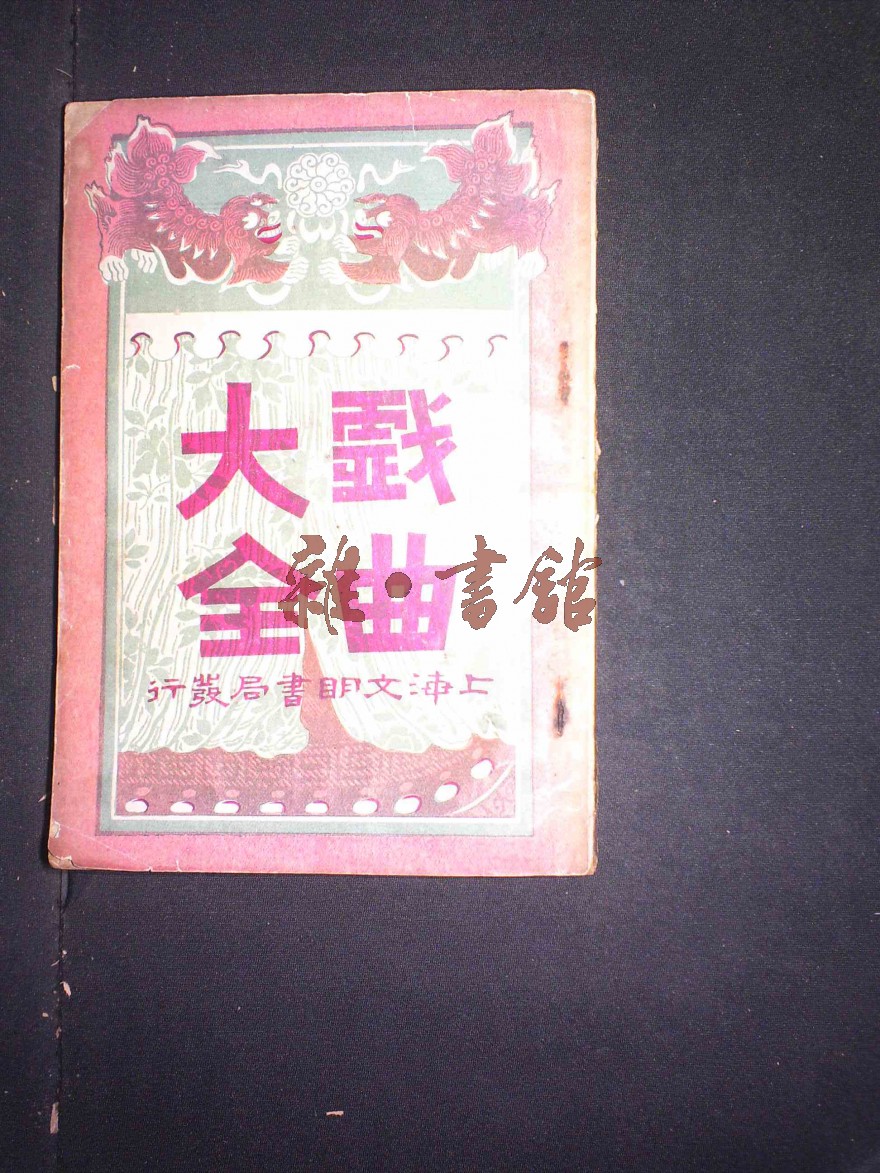 戲曲
大全
上海文明書局發行
雜·書館